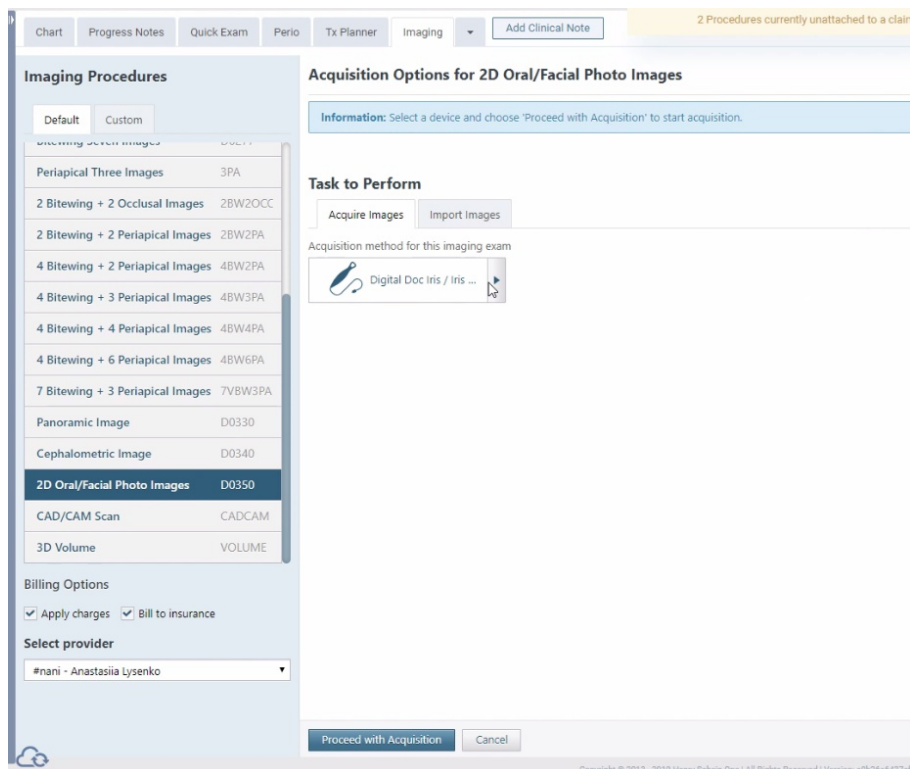 Chart Progress Notes Quick Exam Perio Tx Planner Imaging Add Clinical Note
2 Procedures currently unattached to a clain
Imaging Procedures
Default Custom
Bitewing Seven Images D0277
Periapical Three Images 3PA
2 Bitewing + 2 Occlusal Images 2BW2OCC
2 Bitewing + 2 Periapical Images 2BW2PA
4 Bitewing + 2 Periapical Images 4BW2PA
4 Bitewing + 3 Periapical Images 4BW3PA
4 Bitewing + 4 Periapical Images 4BW4PA
4 Bitewing + 6 Periapical Images 4BW6PA
7 Bitewing + 3 Periapical Images 7VBW3PA
Panoramic Image D0330
Cephalometric Image D0340
2D Oral/Facial Photo Images D0350
CAD/CAM Scan CADCAM
3D Volume VOLUME
Billing Options
Apply charges Bill to insurance
Select provider
#nani - Anastasiia Lysenko
Acquisition Options for 2D Oral/Facial Photo Images
Information: Select a device and choose 'Proceed with Acquisition' to start acquisition.
Task to Perform
Acquire Images Import Images
Acquisition method for this imaging exam
Digital Doc Iris / Iris ...
Proceed with Acquisition Cancel